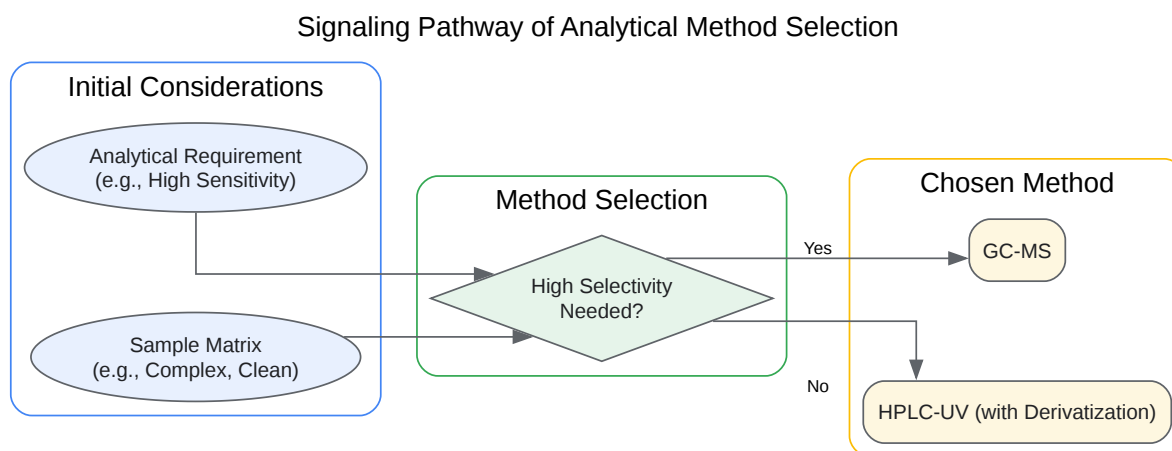 Signaling Pathway of Analytical Method Selection
Initial Considerations
Analytical Requirement
(e.g., High Sensitivity)
Sample Matrix
(e.g., Complex, Clean)
Method Selection
High Selectivity
Needed?
Yes
No
Chosen Method
GC-MS
HPLC-UV (with Derivatization)